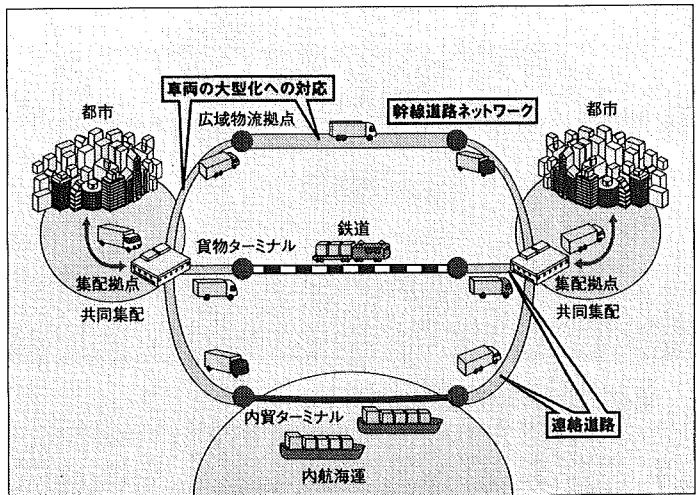 車両の大型化への対応
都市
広域物流拠点
幹線道路ネットワーク
都市
鉄道
貨物ターミナル
集配拠点
共同集配
集配拠点
共同集配
内貿ターミナル
連絡道路
内航海運